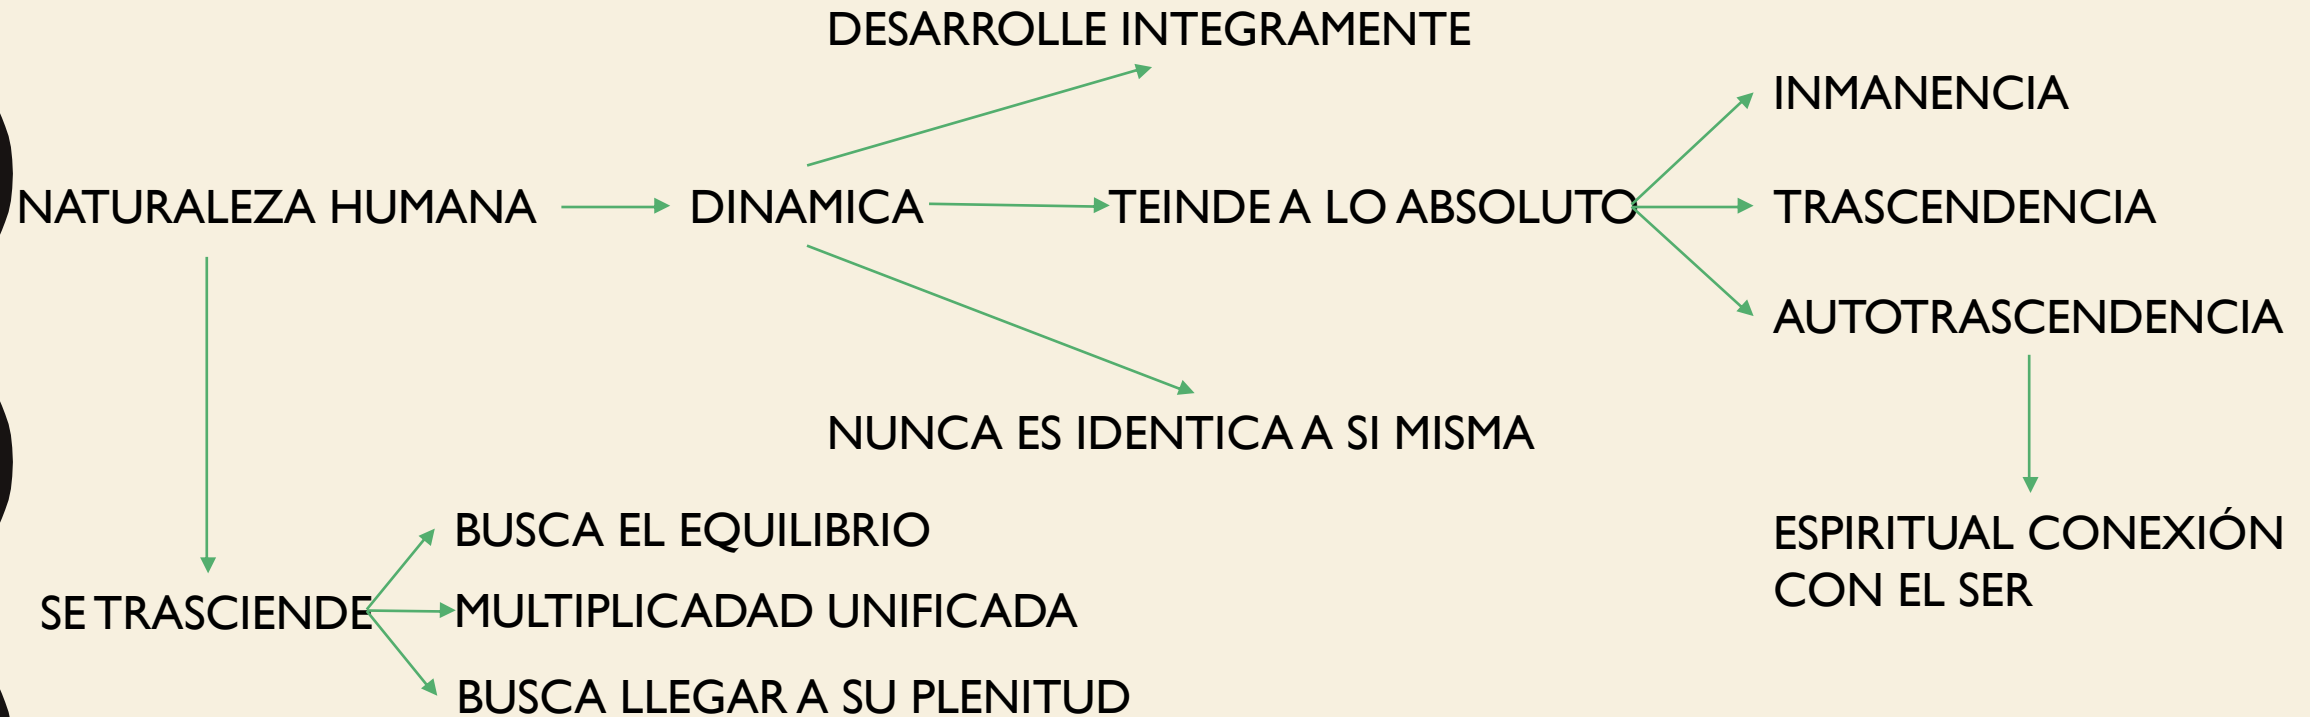 DESARROLLE INTEGRAMENTE
INMANENCIA
NATURALEZA HUMANA
DINAMICA
TEINDE A LO ABSOLUTO
TRASCENDENCIA
AUTOTRASCENDENCIA
NUNCA ES IDENTICA A SI MISMA
BUSCA EL EQUILIBRIO
ESPIRITUAL CONEXIÓN
CON EL SER
SE TRASCIENDE
MULTIPLICADAD UNIFICADA
BUSCA LLEGAR A SU PLENITUD